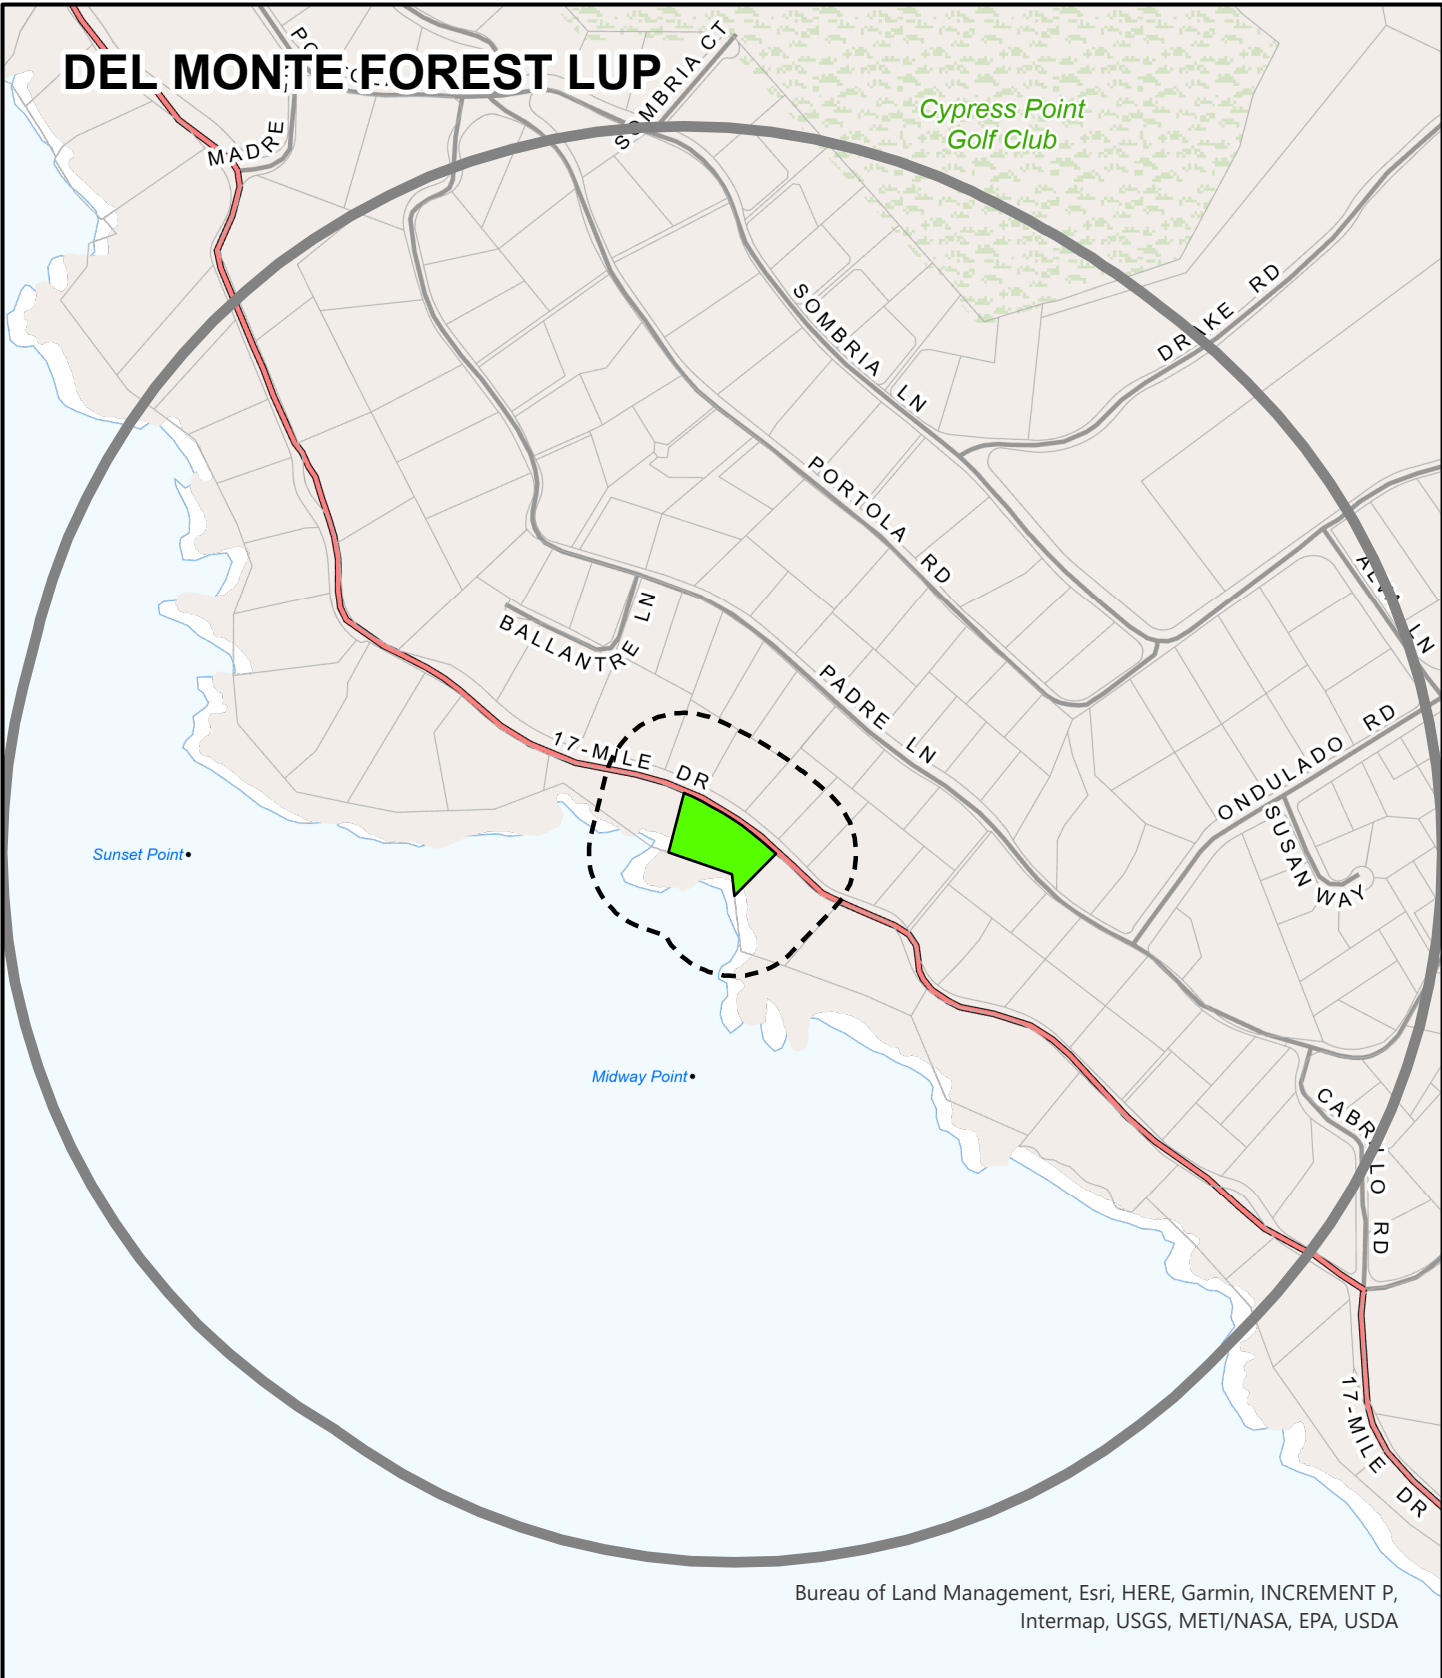 DEL MONTE FOREST LUP
SOMBRIA CT
Cypress Point
Golf Club
MADRE
DRAKE RD
SOMBRIA LN
PORTOLA RD
ALVA LN
BALLANTRE LN
PADRE LN
ONDULADO RD
17-MILE DR
SUSAN WAY
Sunset Point
Midway Point
CABRILLO RD
17-MILE DR
Bureau of Land Management, Esri, HERE, Garmin, INCREMENT P,
Intermap, USGS, METI/NASA, EPA, USDA